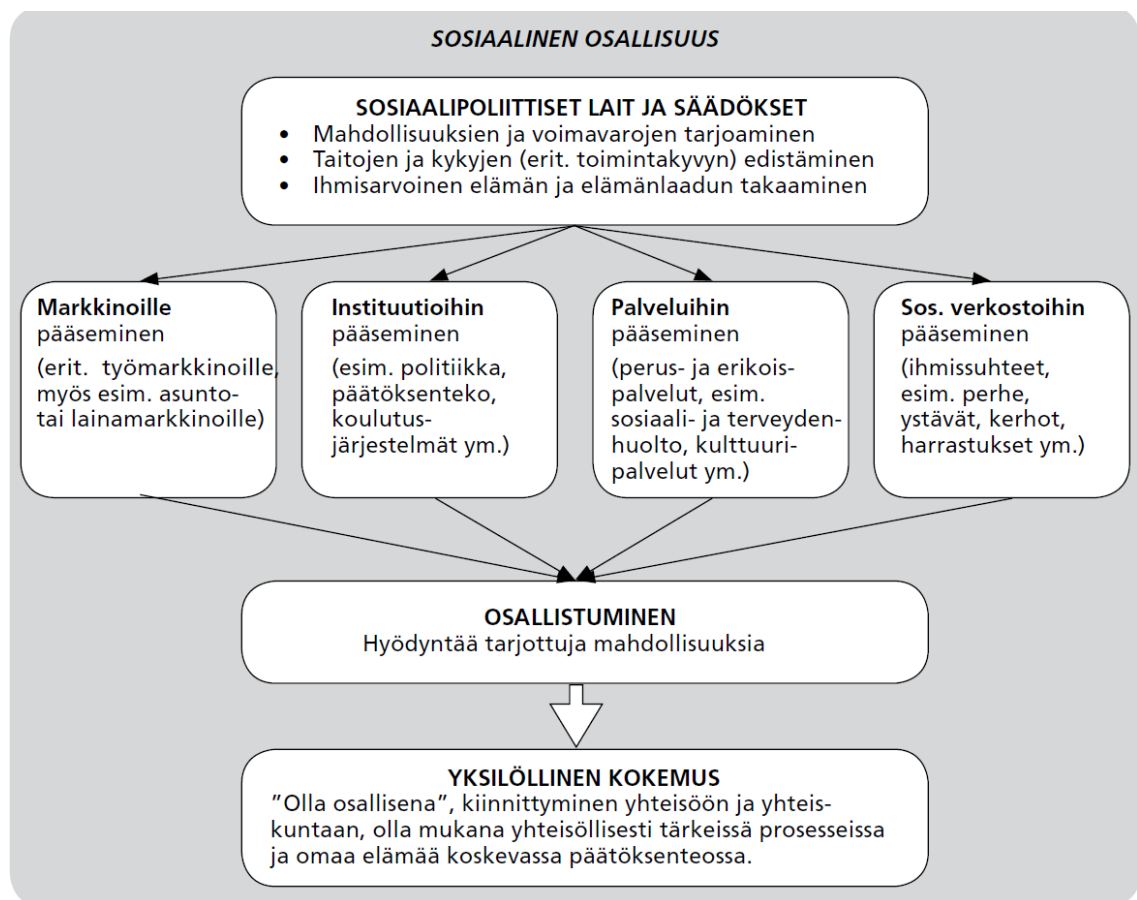 SOSIAALINEN OSALLISUUS
SOSIAALIPOLIITTISET LAIT JA SÄÄDÖKSET
• Mahdollisuuksien ja voimavarojen tarjoaminen
• Taitojen ja kykyjen (erit. toimintakyvyn) edistäminen
• Ihmisarvoinen elämän ja elämänlaadun takaaminen
Markkinoille
pääseminen
(erit. työmarkkinoille,
myös esim. asunto-
tai lainamarkkinoille)
Instituutioihin
pääseminen
(esim. politiikka,
päätöksenteko,
koulutus-
järjestelmät ym.)
Palveluihin
pääseminen
(perus- ja erikois-
palvelut, esim.
sosiaali- ja terveyden-
huolto, kulttuuri-
palvelut ym.)
Sos. verkostoihin
pääseminen
(ihmissuhteet,
esim. perhe,
ystävät, kerhot,
harrastukset ym.)
OSALLISTUMINEN
Hyödyntää tarjottuja mahdollisuuksia
YKSILÖLLINEN KOKEMUS
”Olla osallisena”, kiinnittyminen yhteisöön ja yhteis-
kuntaan, olla mukana yhteisöllisesti tärkeissä prosesseissa
ja omaa elämää koskevassa päätöksenteossa.